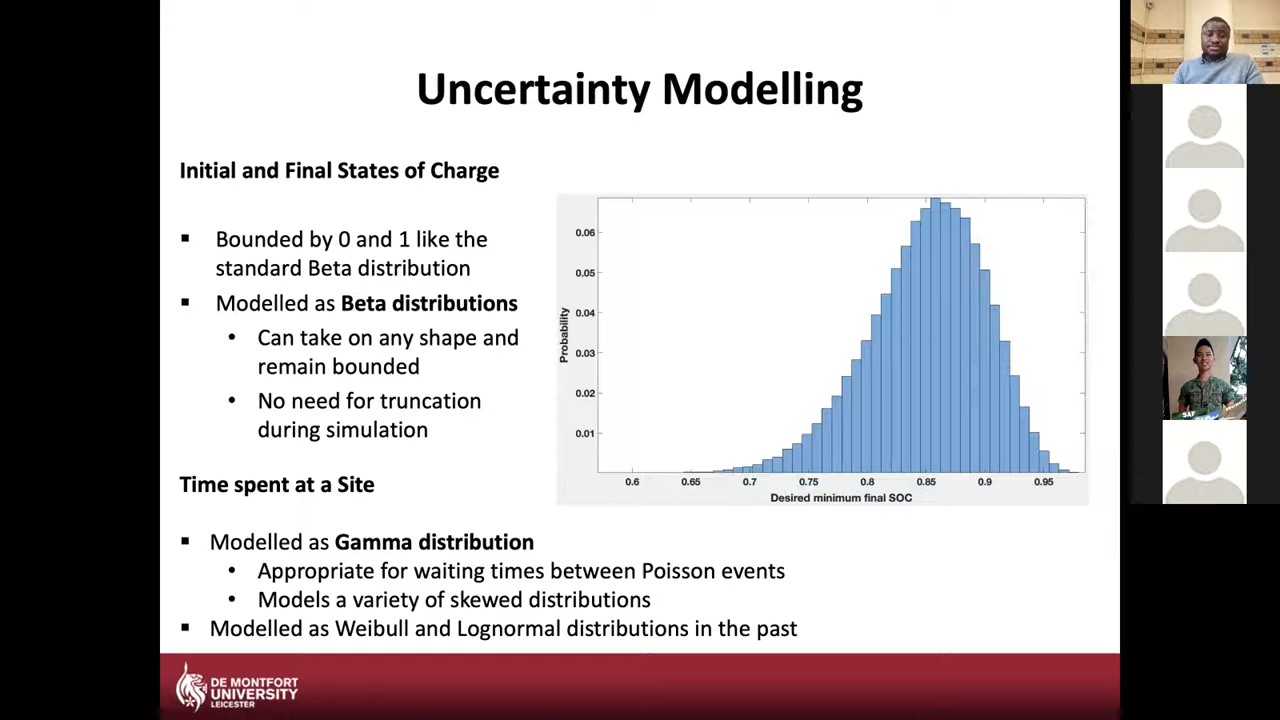 Uncertainty Modelling
Initial and Final States of Charge
▪ Bounded by 0 and 1 like the
standard Beta distribution
▪ Modelled as Beta distributions
• Can take on any shape and
remain bounded
• No need for truncation
during simulation
Time spent at a Site
▪ Modelled as Gamma distribution
• Appropriate for waiting times between Poisson events
• Models a variety of skewed distributions
▪ Modelled as Weibull and Lognormal distributions in the past
Probability
0.06
0.05
0.04
0.03
0.02
0.01
0.6 0.65 0.7 0.75 0.8 0.85 0.9 0.95
Desired minimum final SOC
DE MONTFORT
UNIVERSITY
LEICESTER
SAF